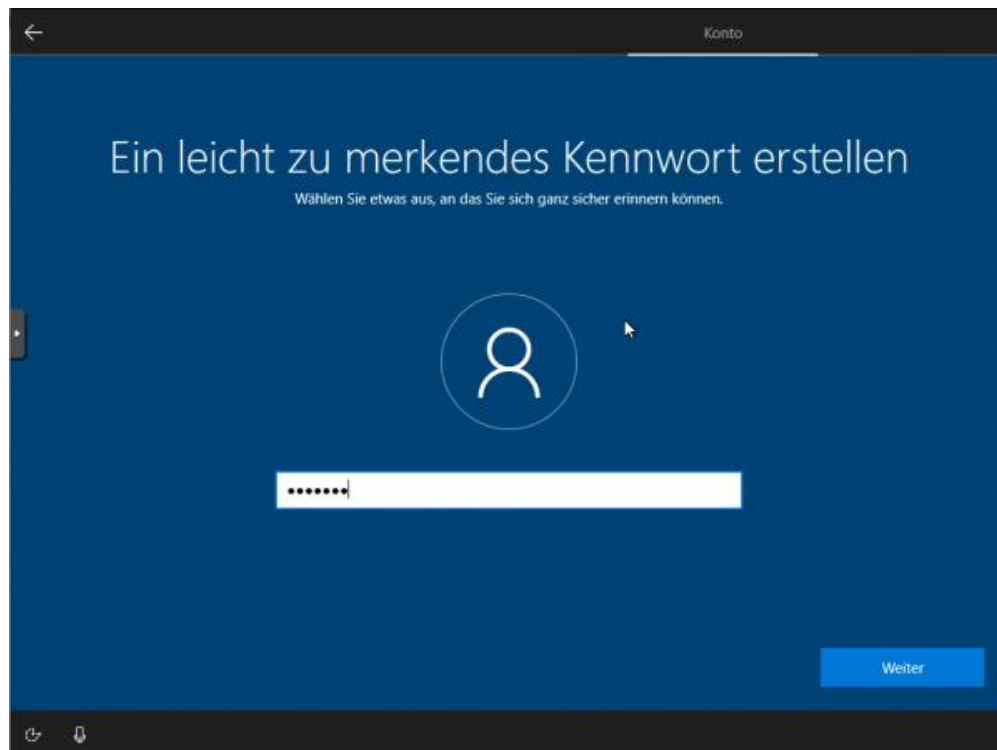 Konto
Ein leicht zu merkendes Kennwort erstellen
Wählen Sie etwas aus, an das Sie sich ganz sicher erinnern können.
•••••••
Weiter